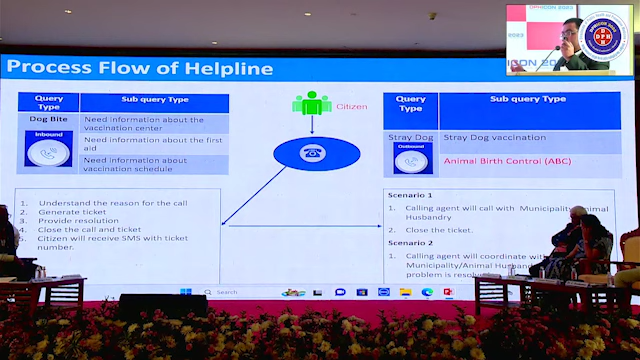 Process Flow of Helpline
DPHICON 2023
DPH
Query Type
Sub query Type
Dog Bite
Need information about the vaccination center
Inbound
Need information about the first aid
Need information about vaccination schedule
Citizen
Query Type
Sub query Type
Stray Dog
Stray Dog vaccination
Outbound
Animal Birth Control (ABC)
1. Understand the reason for the call
2. Generate ticket
3. Provide resolution
4. Close the call and ticket
5. Citizen will receive SMS with ticket number.
Scenario 1
1. Calling agent will call with Municipality/Animal
Husbandry
2. Close the ticket.
Scenario 2
1. Calling agent will coordinate
Municipality/Animal
problem is
Search